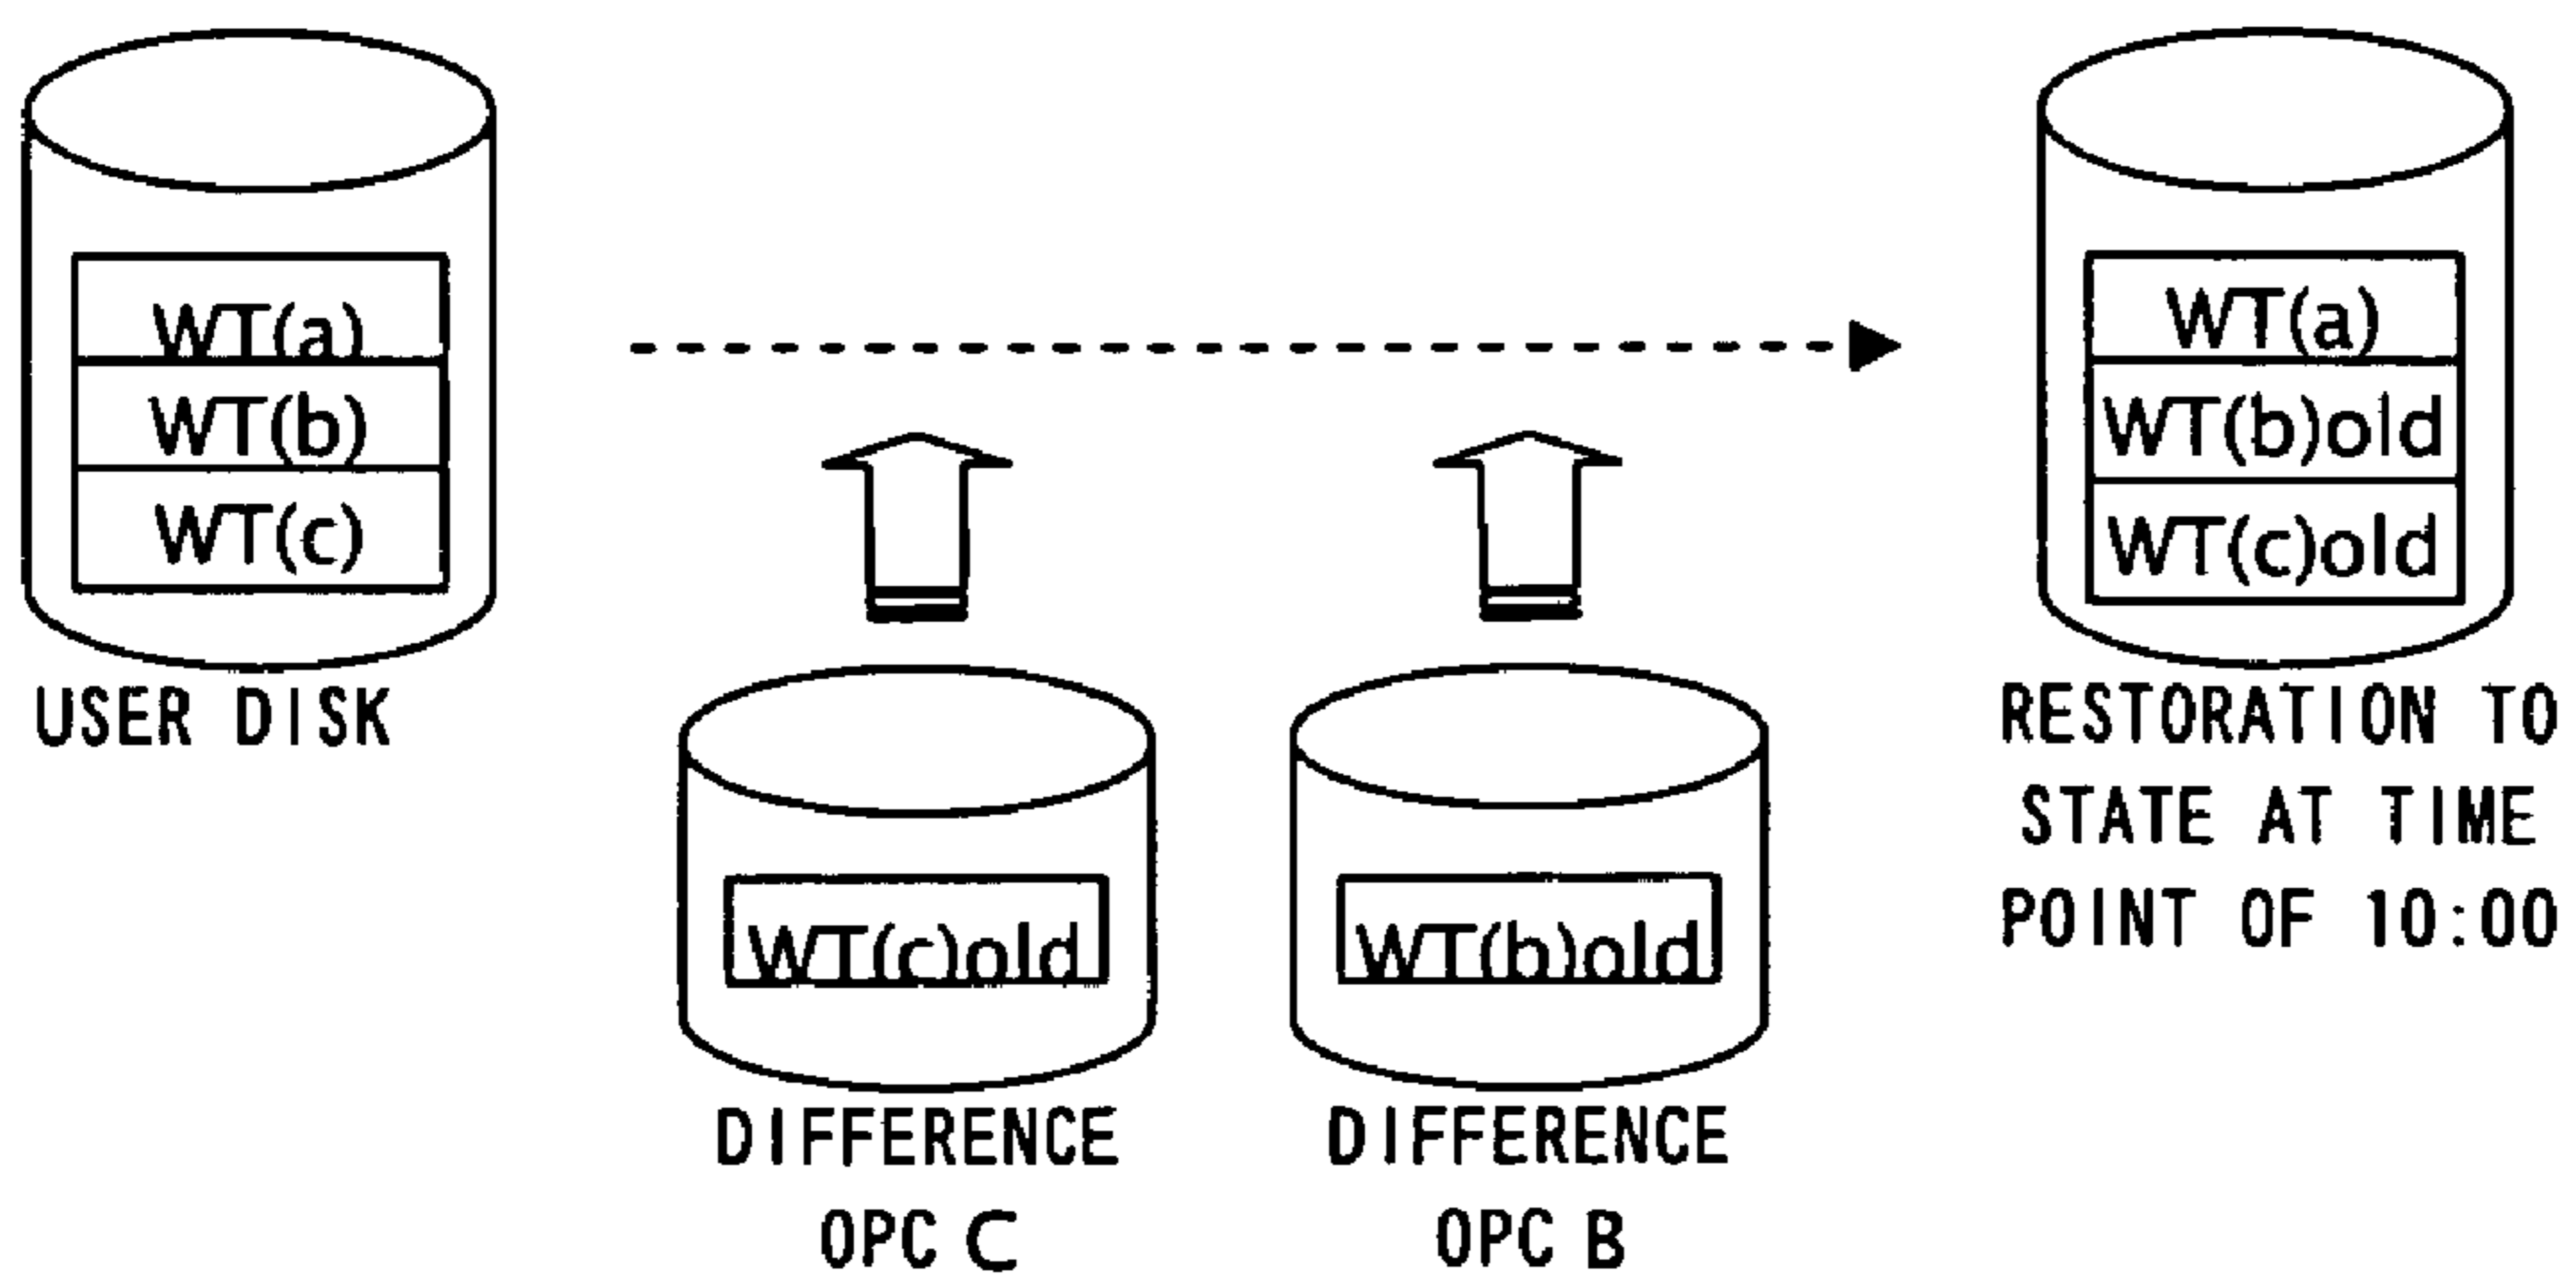 WT(a)
WT(b)
WT(c)
USER DISK
WT(c)old
DIFFERENCE
OPC C
WT(b)old
DIFFERENCE
OPC B
WT(a)
WT(b)old
WT(c)old
RESTORATION TO
STATE AT TIME
POINT OF 10:00